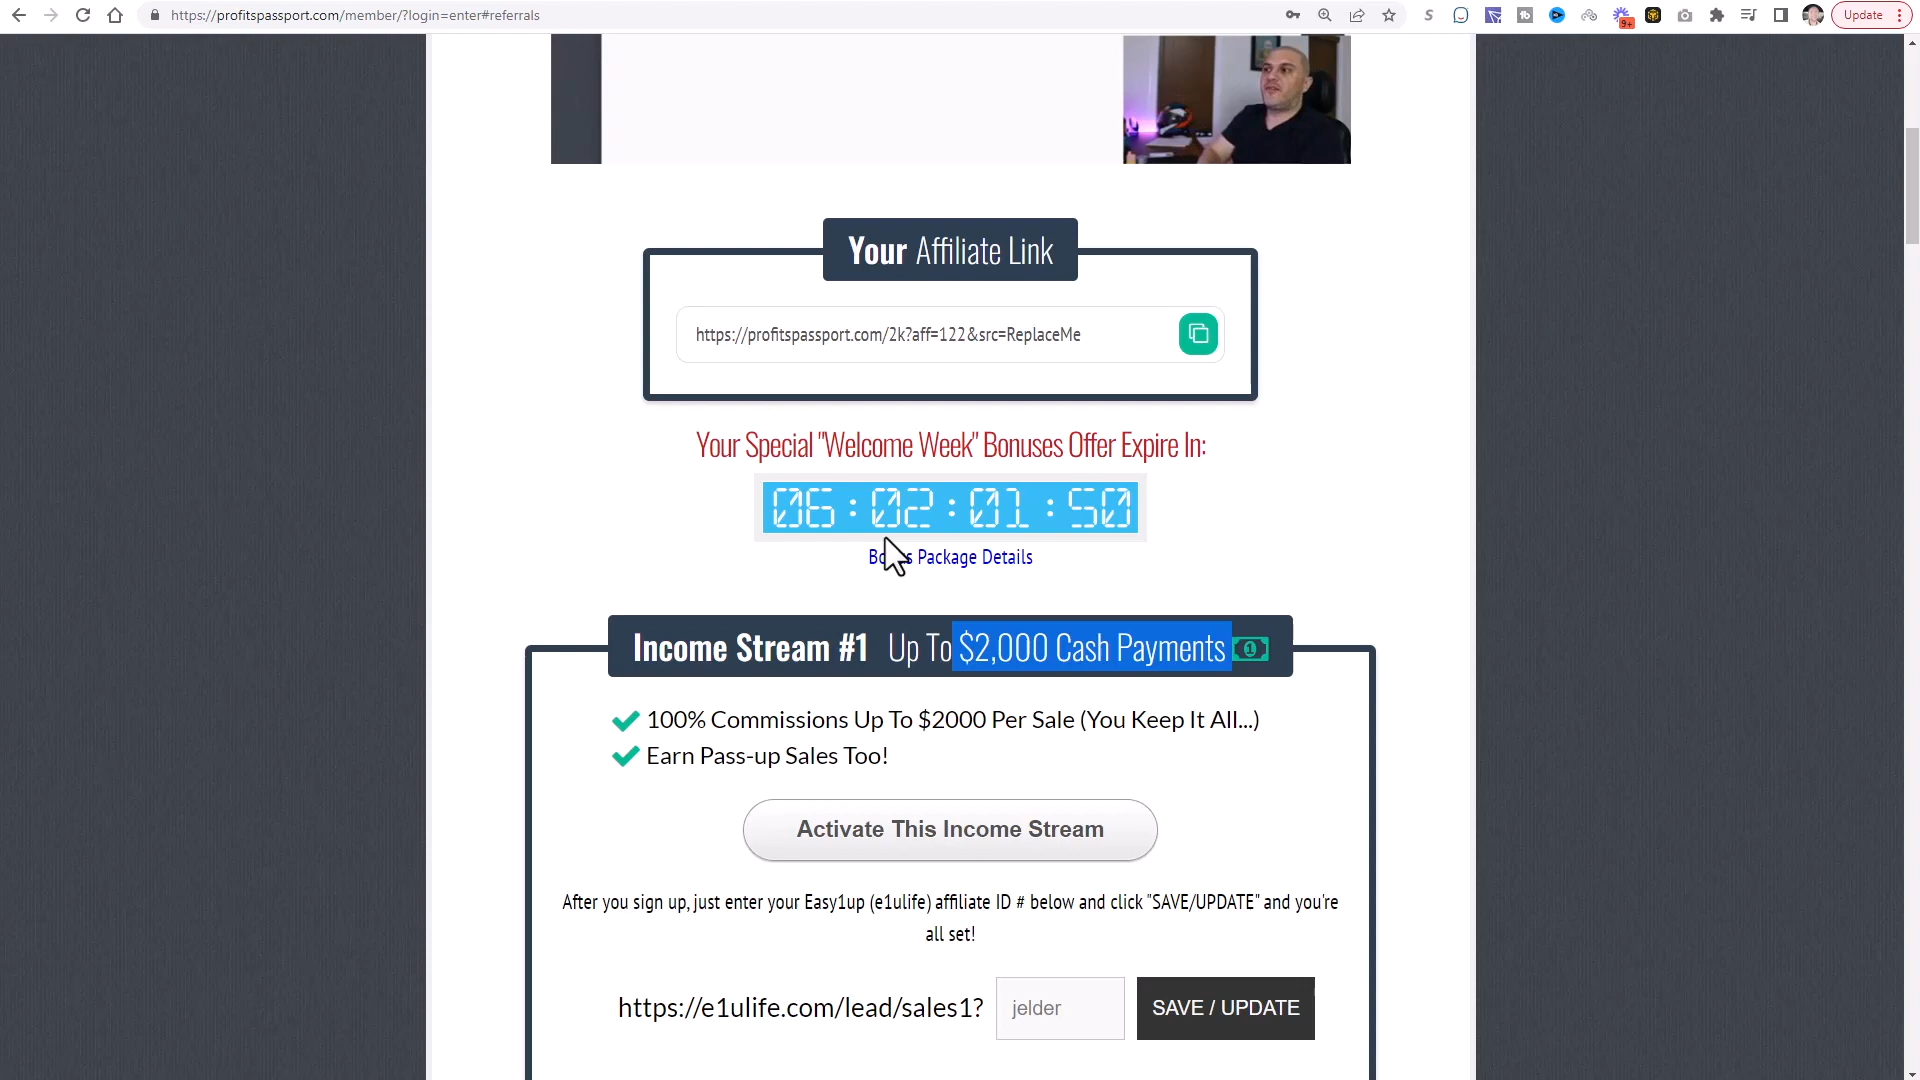 https://profitspassport.com/member/?login=enter#referrals
S
tb
9+
Update
Your Affiliate Link
https://profitspassport.com/2k?aff=122&src=ReplaceMe
Your Special "Welcome Week" Bonuses Offer Expire In:
06:02:01:50
Bonus Package Details
Income Stream #1 Up To $2,000 Cash Payments
100% Commissions Up To $2000 Per Sale (You Keep It All...)
Earn Pass-up Sales Too!
Activate This Income Stream
After you sign up, just enter your Easy1up (e1ulife) affiliate ID # below and click "SAVE/UPDATE" and you're
all set!
https://e1ulife.com/lead/sales1? jelder SAVE / UPDATE